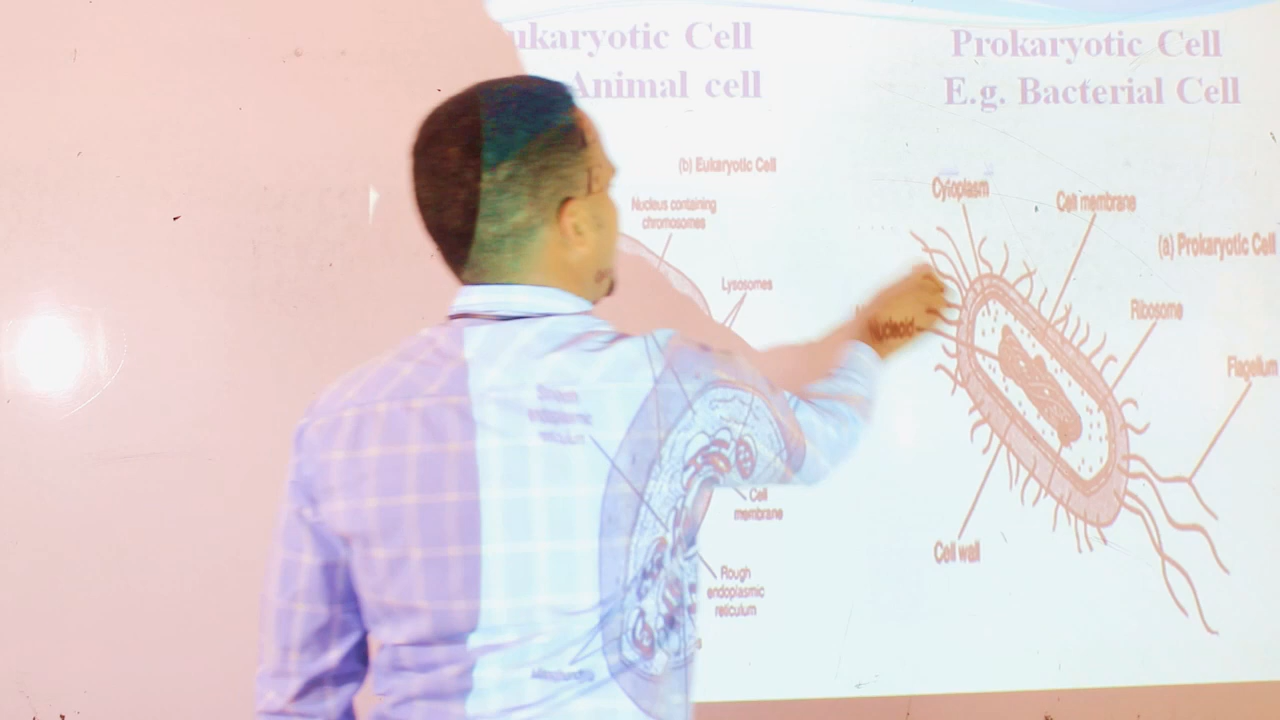 ukaryotic Cell
Animal cell
(b) Eukaryotic Cell
Nucleus containing
chromosomes
Lysosomes
Cell
membrane
Rough
endoplasmic
reticulum
Prokaryotic Cell
E.g. Bacterial Cell
Cytoplasm
Cell membrane
(a) Prokaryotic Cell
Ribosome
Nucleoid
Flagellum
Cell wall